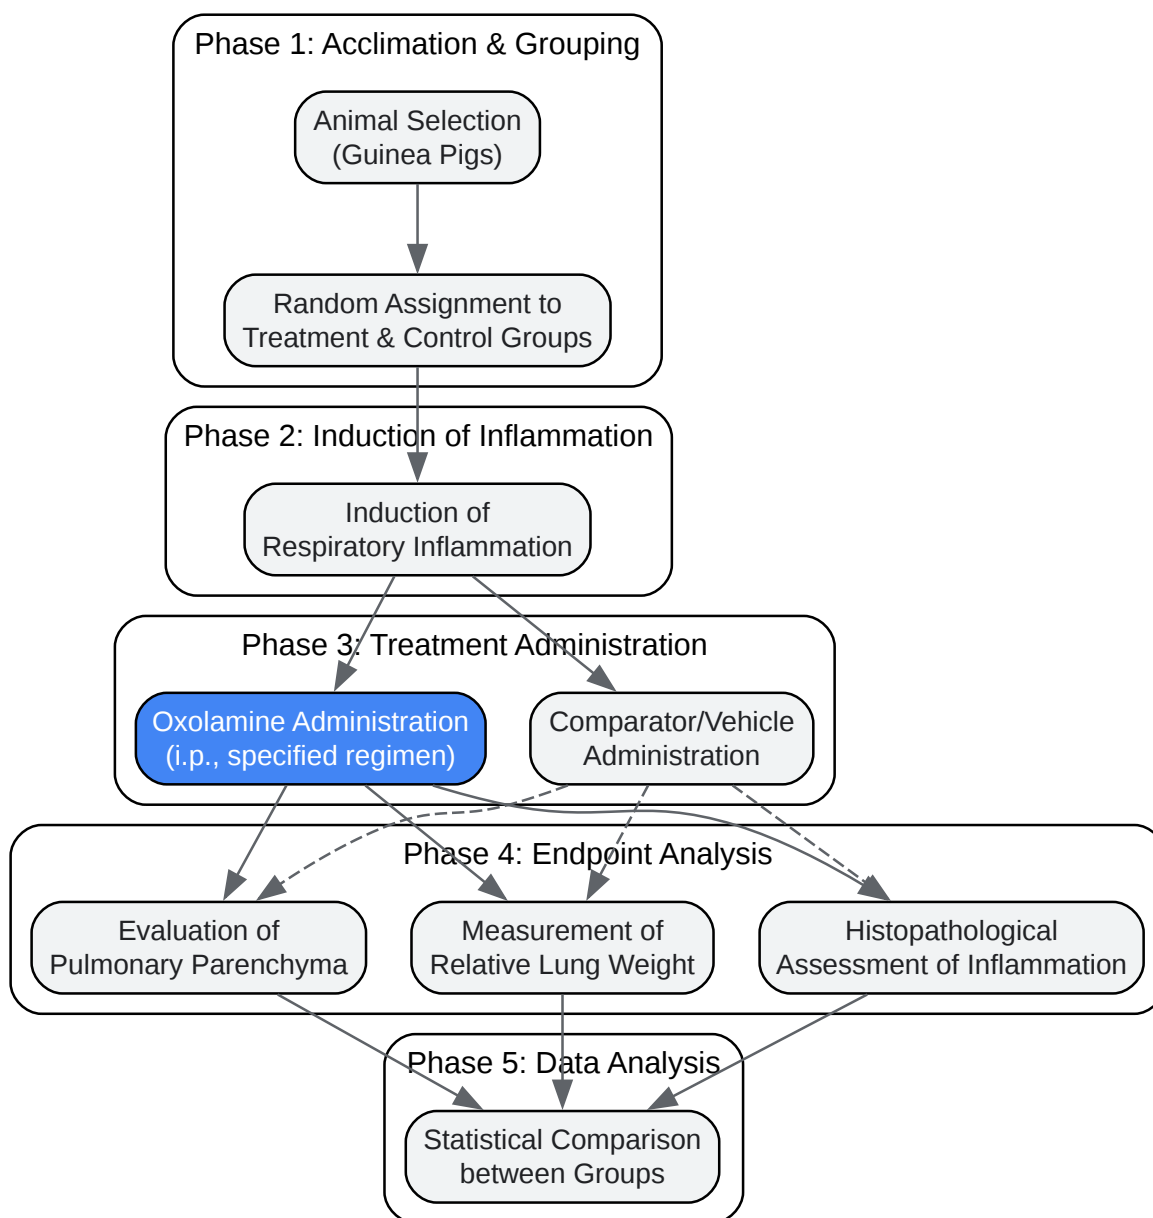 Phase 1: Acclimation & Grouping
Animal Selection
(Guinea Pigs)
Random Assignment to
Treatment & Control Groups
Phase 2: Induction of Inflammation
Induction of
Respiratory Inflammation
Phase 3: Treatment Administration
Oxolamine Administration
(i.p., specified regimen)
Comparator/Vehicle
Administration
Phase 4: Endpoint Analysis
Evaluation of
Pulmonary Parenchyma
Measurement of
Relative Lung Weight
Histopathological
Assessment of Inflammation
Phase 5: Data Analysis
Statistical Comparison
between Groups